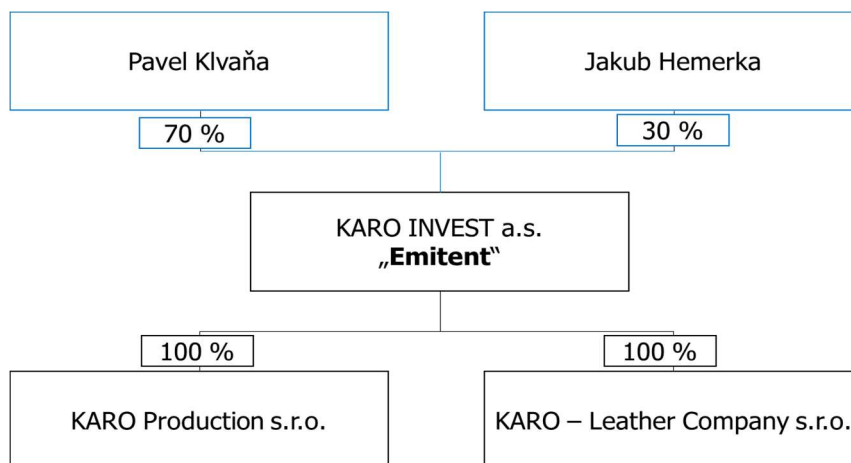 Pavel Klvaňa
Jakub Hemerka
70 %
30 %
KARO INVEST a.s.
„Emitent“
100 %
100 %
KARO Production s.r.o.
KARO – Leather Company s.r.o.